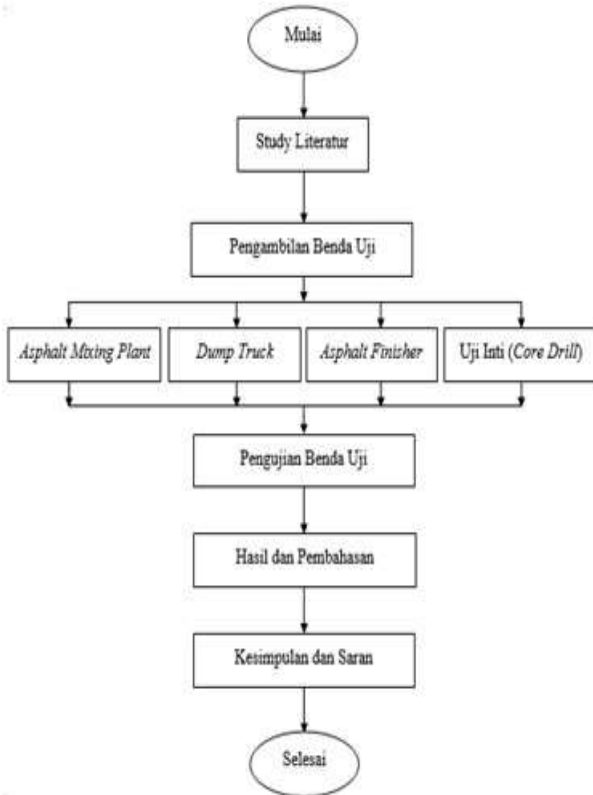 Mulai
Study Literatur
Pengambilan Benda Uji
Asphalt Mixing Plant
Dump Truck
Asphalt Finisher
Uji Inti (Core Drill)
Pengujian Benda Uji
Hasil dan Pembahasan
Kesimpulan dan Saran
Selesai